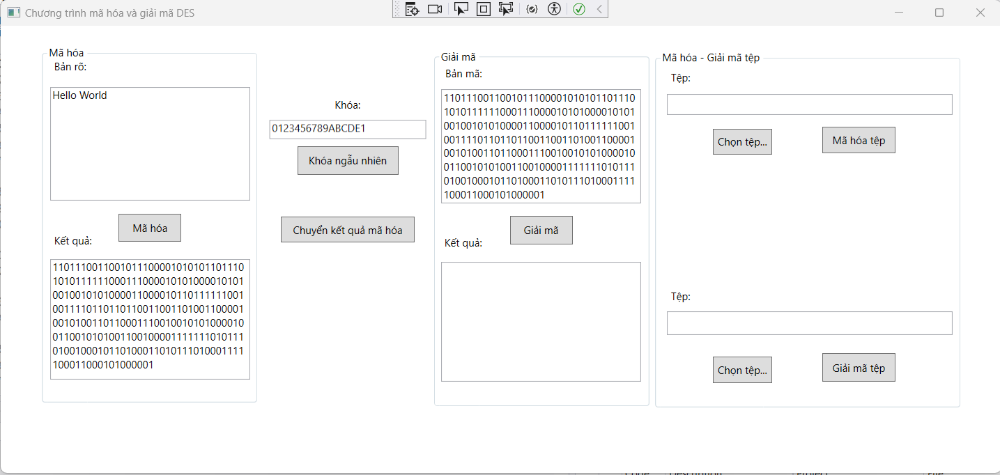 Chương trình mã hóa và giải mã DES
Mã hóa
Bản rõ:
Hello World
Mã hóa
Kết quả:
1101110011001011100001010101101110
1010111111000111000010101000010101
0010010101000011000010110111111001
0011110110110110011001101001100001
0010100110110001110010010101000010
0110010101001100100001111111010111
0100100010110100011010111010001111
100011000101000001
Khóa:
0123456789ABCDE1
Khóa ngẫu nhiên
Chuyển kết quả mã hóa
Giải mã
Bản mã:
1101110011001011100001010101101110
1010111111000111000010101000010101
0010010101000011000010110111111001
0011110110110110011001101001100001
0010100110110001110010010101000010
0110010101001100100001111111010111
0100100010110100011010111010001111
100011000101000001
Giải mã
Kết quả:
Mã hóa - Giải mã tệp
Tệp:
Chọn tệp...
Mã hóa tệp
Tệp:
Chọn tệp...
Giải mã tệp